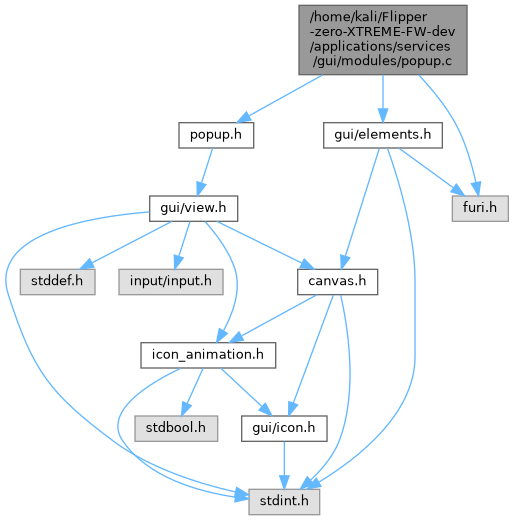 /home/kali/Flipper
-zero-XTREME-FW-dev
/applications/services
/gui/modules/popup.c
popup.h
gui/elements.h
gui/view.h
furi.h
stddef.h
input/input.h
canvas.h
icon_animation.h
stdbool.h
gui/icon.h
stdint.h